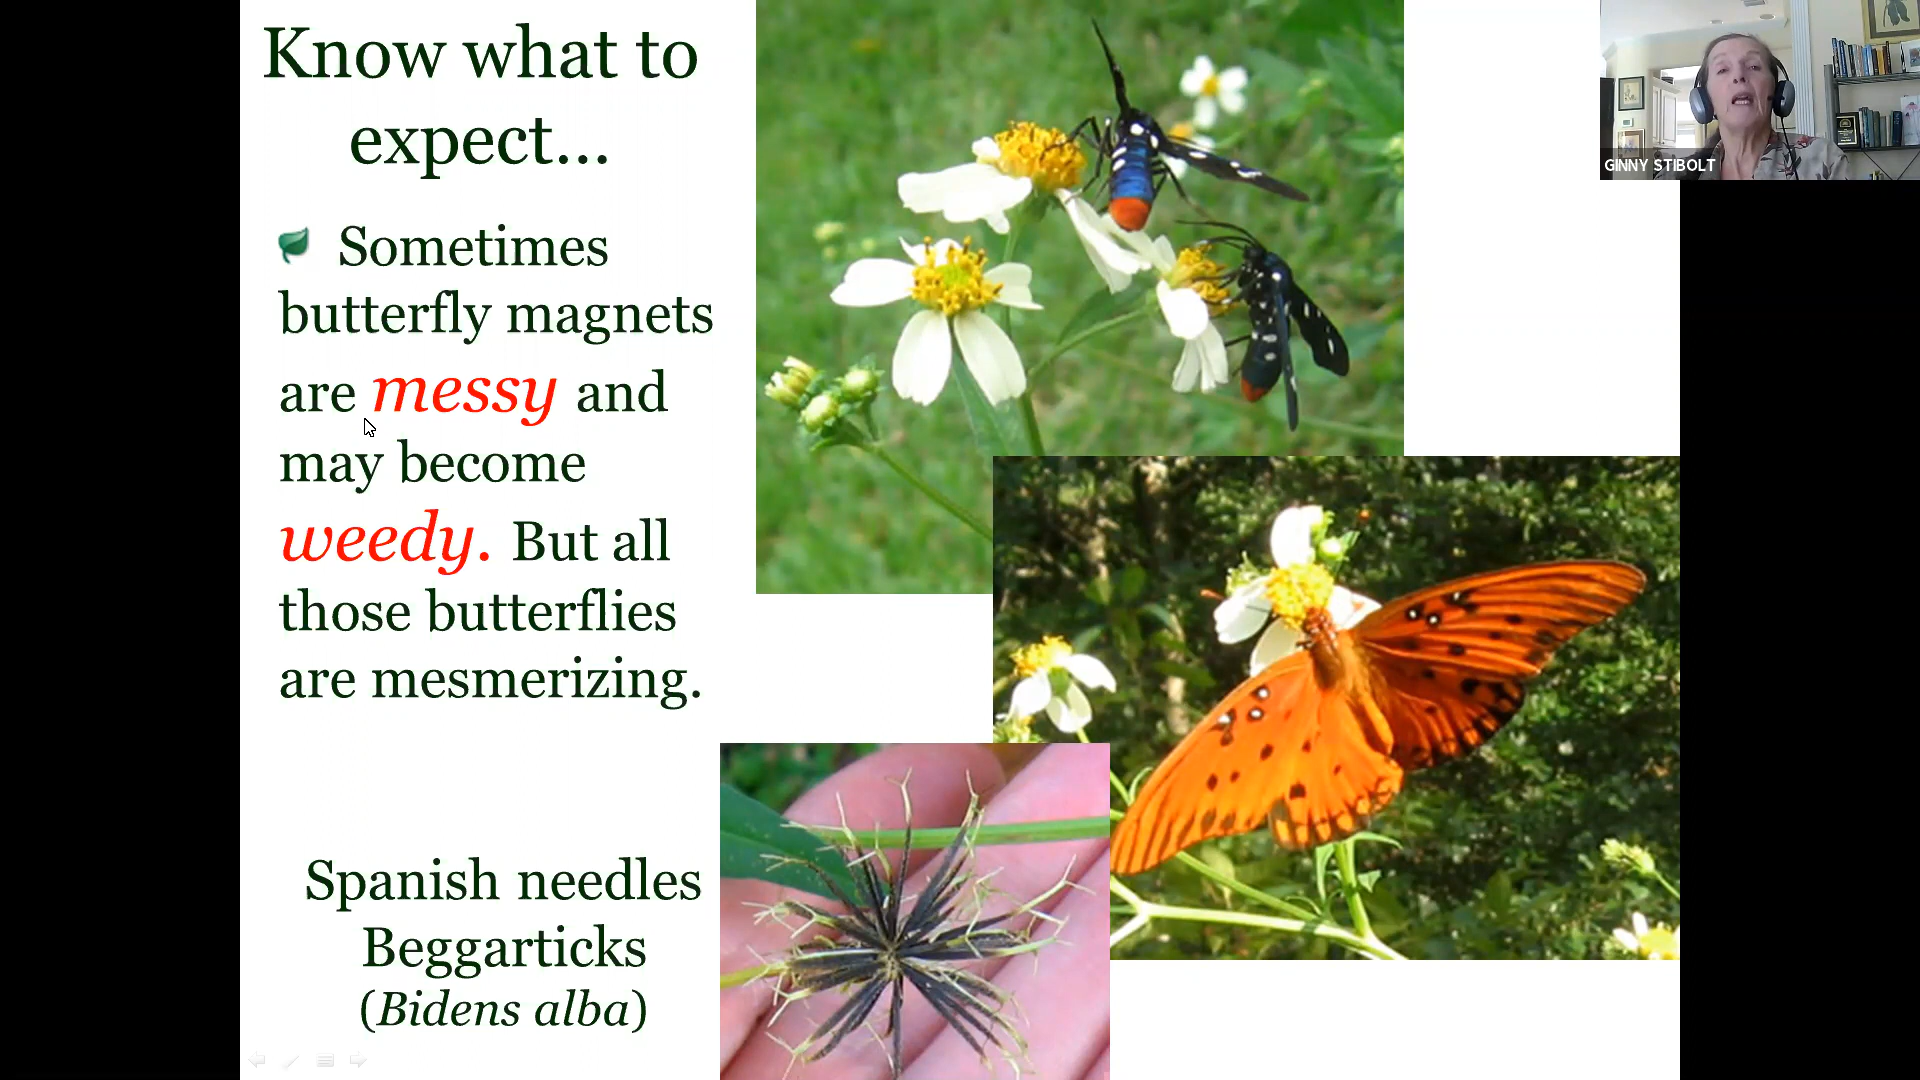 Know what to
expect...
Sometimes
butterfly magnets
are messy and
may become
weedy. But all
those butterflies
are mesmerizing.
Spanish needles
Beggarticks
(Bidens alba)
GINNY STIBOLT